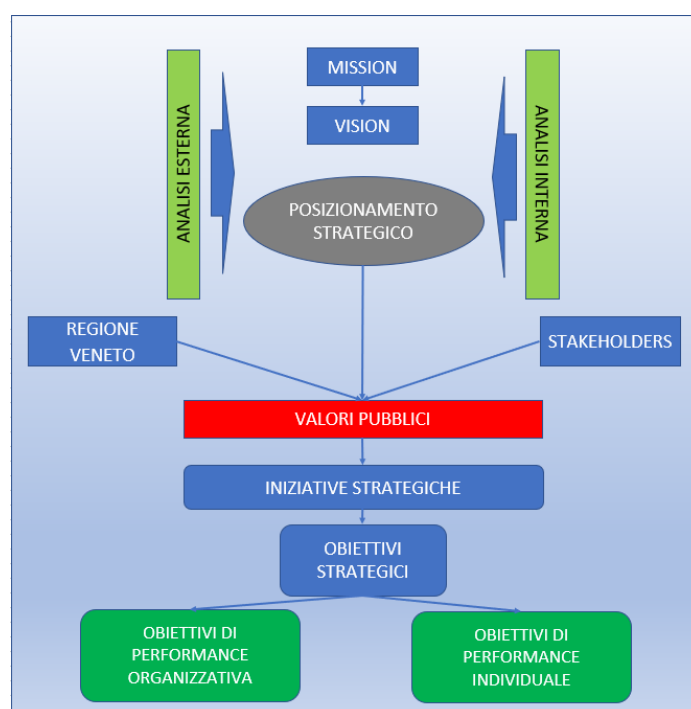 MISSION
VISION
ANALISI ESTERNA
ANALISI INTERNA
POSIZIONAMENTO
STRATEGICO
REGIONE
VENETO
STAKEHOLDERS
VALORI PUBBLICI
INIZIATIVE STRATEGICHE
OBIETTIVI
STRATEGICI
OBIETTIVI DI
PERFORMANCE
ORGANIZZATIVA
OBIETTIVI DI
PERFORMANCE
INDIVIDUALE